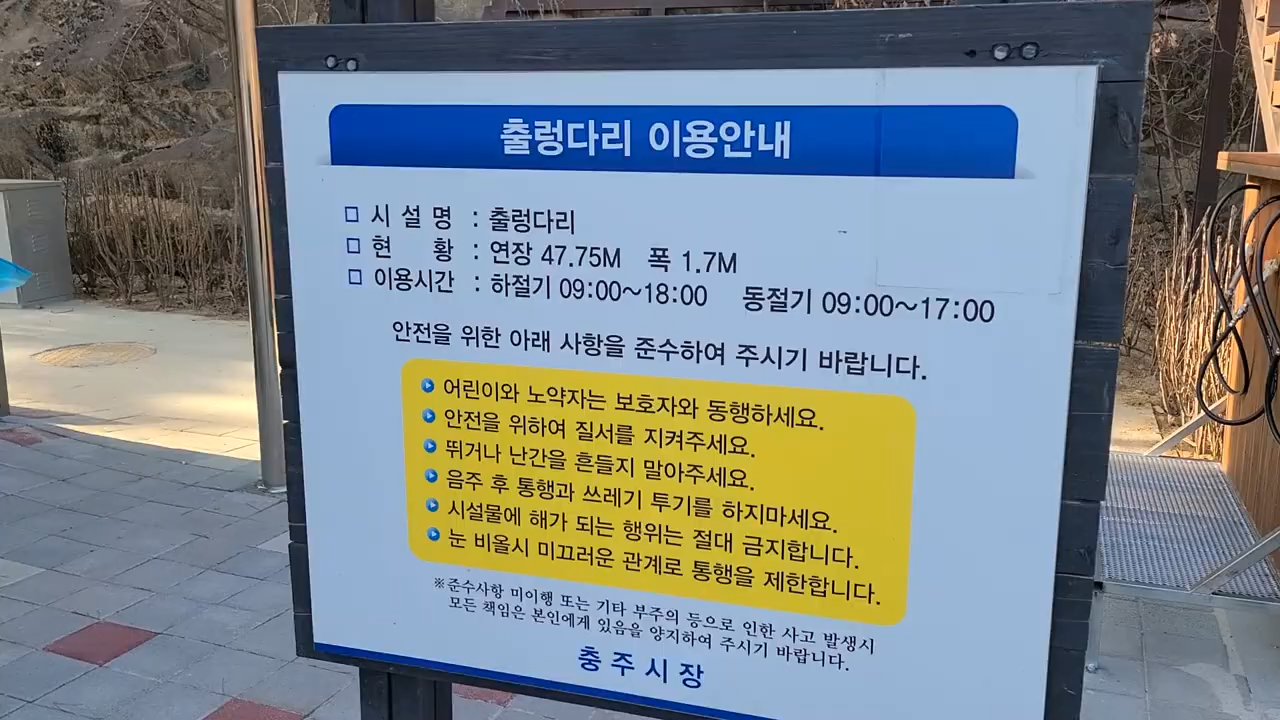 출렁다리 이용안내
시 설 명 : 출렁다리
현 황 : 연장 47.75M 폭 1.7M
이용시간 : 하절기 09:00~18:00 동절기 09:00~17:00
안전을 위한 아래 사항을 준수하여 주시기 바랍니다.
어린이와 노약자는 보호자와 동행하세요.
안전을 위하여 질서를 지켜주세요.
뛰거나 난간을 흔들지 말아주세요.
음주 후 통행과 쓰레기 투기를 하지마세요.
시설물에 해가 되는 행위는 절대 금지합니다.
눈 비올시 미끄러운 관계로 통행을 제한합니다.
※ 준수사항 미이행 또는 기타 부주의 등으로 인한 사고 발생시
모든 책임은 본인에게 있음을 양지하여 주시기 바랍니다.
충주시장